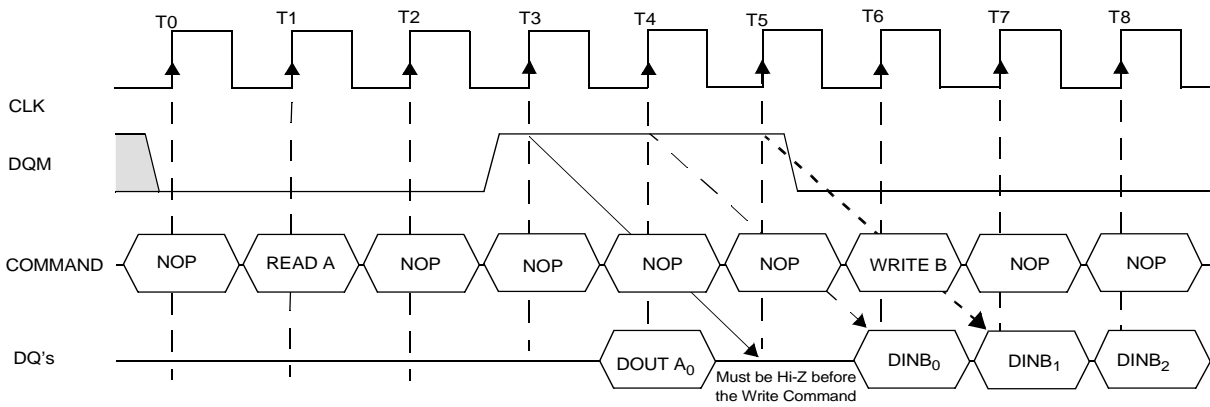 T0 T1 T2 T3 T4 T5 T6 T7 T8
CLK
DQM
COMMAND NOP READ A NOP NOP NOP NOP WRITE B NOP NOP
DQ's DOUT A0 DINB0 DINB1 DINB2
Must be Hi-Z before
the Write Command